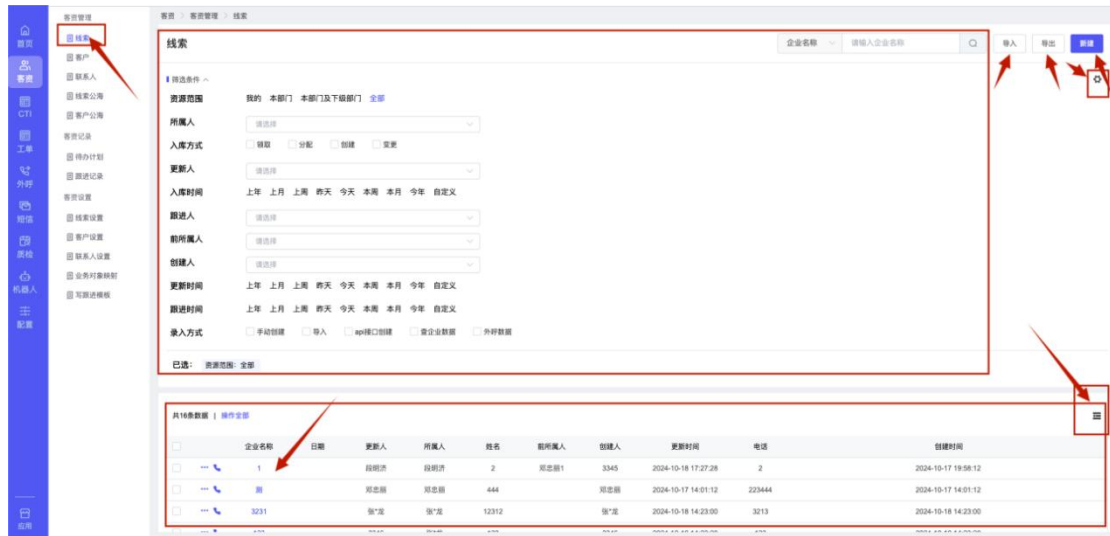 首页
客资
CTI
工单
外呼
短信
质检
机器人
配置
应用
客资管理
线索
客户
联系人
线索公海
客户公海
客资记录
待办计划
跟进记录
客资设置
线索设置
客户设置
联系人设置
业务对象映射
写跟进模板
客资 > 客资管理 > 线索
线索 企业名称 请输入企业名称 导入 导出 新建
筛选条件
资源范围 我的 本部门 本部门及下级部门 全部
所属人 请选择
入库方式 领取 分配 创建 变更
更新人 请选择
入库时间 上年 上月 上周 昨天 今天 本周 本月 今年 自定义
跟进人 请选择
前所属人 请选择
创建人 请选择
更新时间 上年 上月 上周 昨天 今天 本周 本月 今年 自定义
跟进时间 上年 上月 上周 昨天 今天 本周 本月 今年 自定义
录入方式 手动创建 导入 api接口创建 查企业数据 外呼数据
已选： 资源范围：全部
共16条数据 | 操作全部
企业名称 日期 更新人 所属人 姓名 前所属人 创建人 更新时间 电话 创建时间
1 段明济 段明济 2 邓忠丽1 3345 2024-10-18 17:27:28 2 2024-10-17 19:58:12
邓忠丽 邓忠丽 444 邓忠丽 2024-10-17 14:01:12 223444 2024-10-17 14:01:12
3231 张*龙 张*龙 12312 张*龙 2024-10-18 14:23:00 3213 2024-10-18 14:23:00